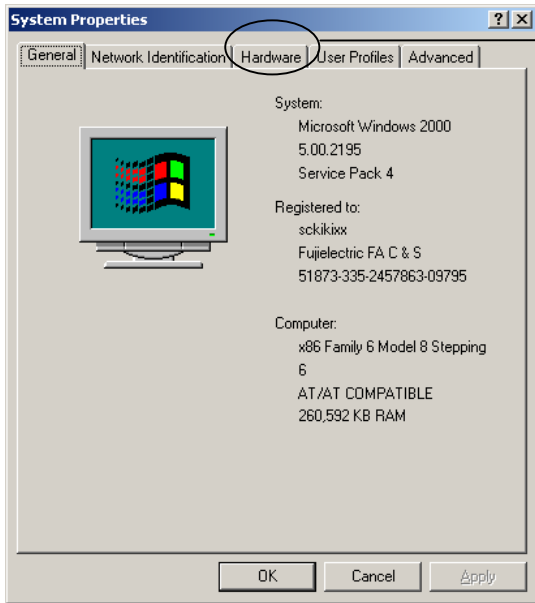 System Properties
General Network Identification Hardware User Profiles Advanced
System:
Microsoft Windows 2000
5.00.2195
Service Pack 4
Registered to:
sckikixx
Fujielectric FA C & S
51873-335-2457863-09795
Computer:
x86 Family 6 Model 8 Stepping
6
AT/AT COMPATIBLE
260,592 KB RAM
OK Cancel Apply